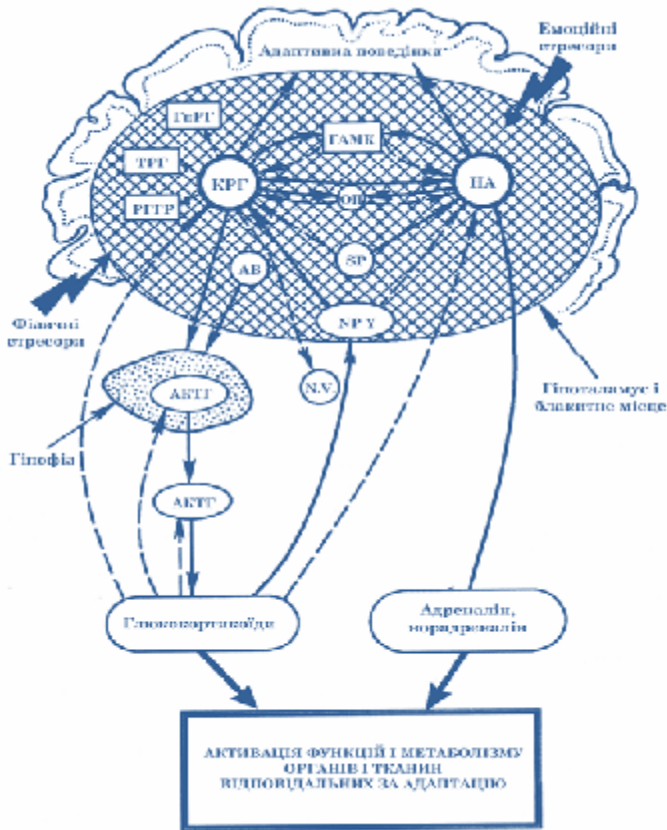 Емоційні
стресори
Адаптивна поведінка
ГнРГ
ГАМК
ТРГ
КРГ
НА
ОП
РГГР
SP
АВ
NP Y
Фізичні
стресори
N.V.
АКТГ
Гіпоталамус і
блакитне місце
Гіпофіз
АКТГ
Глюкокортикоїди
Адреналін,
норадреналін
АКТИВАЦІЯ ФУНКЦІЙ І МЕТАБОЛІЗМУ
ОРГАНІВ І ТКАНИН
ВІДПОВІДАЛЬНИХ ЗА АДАПТАЦІЮ